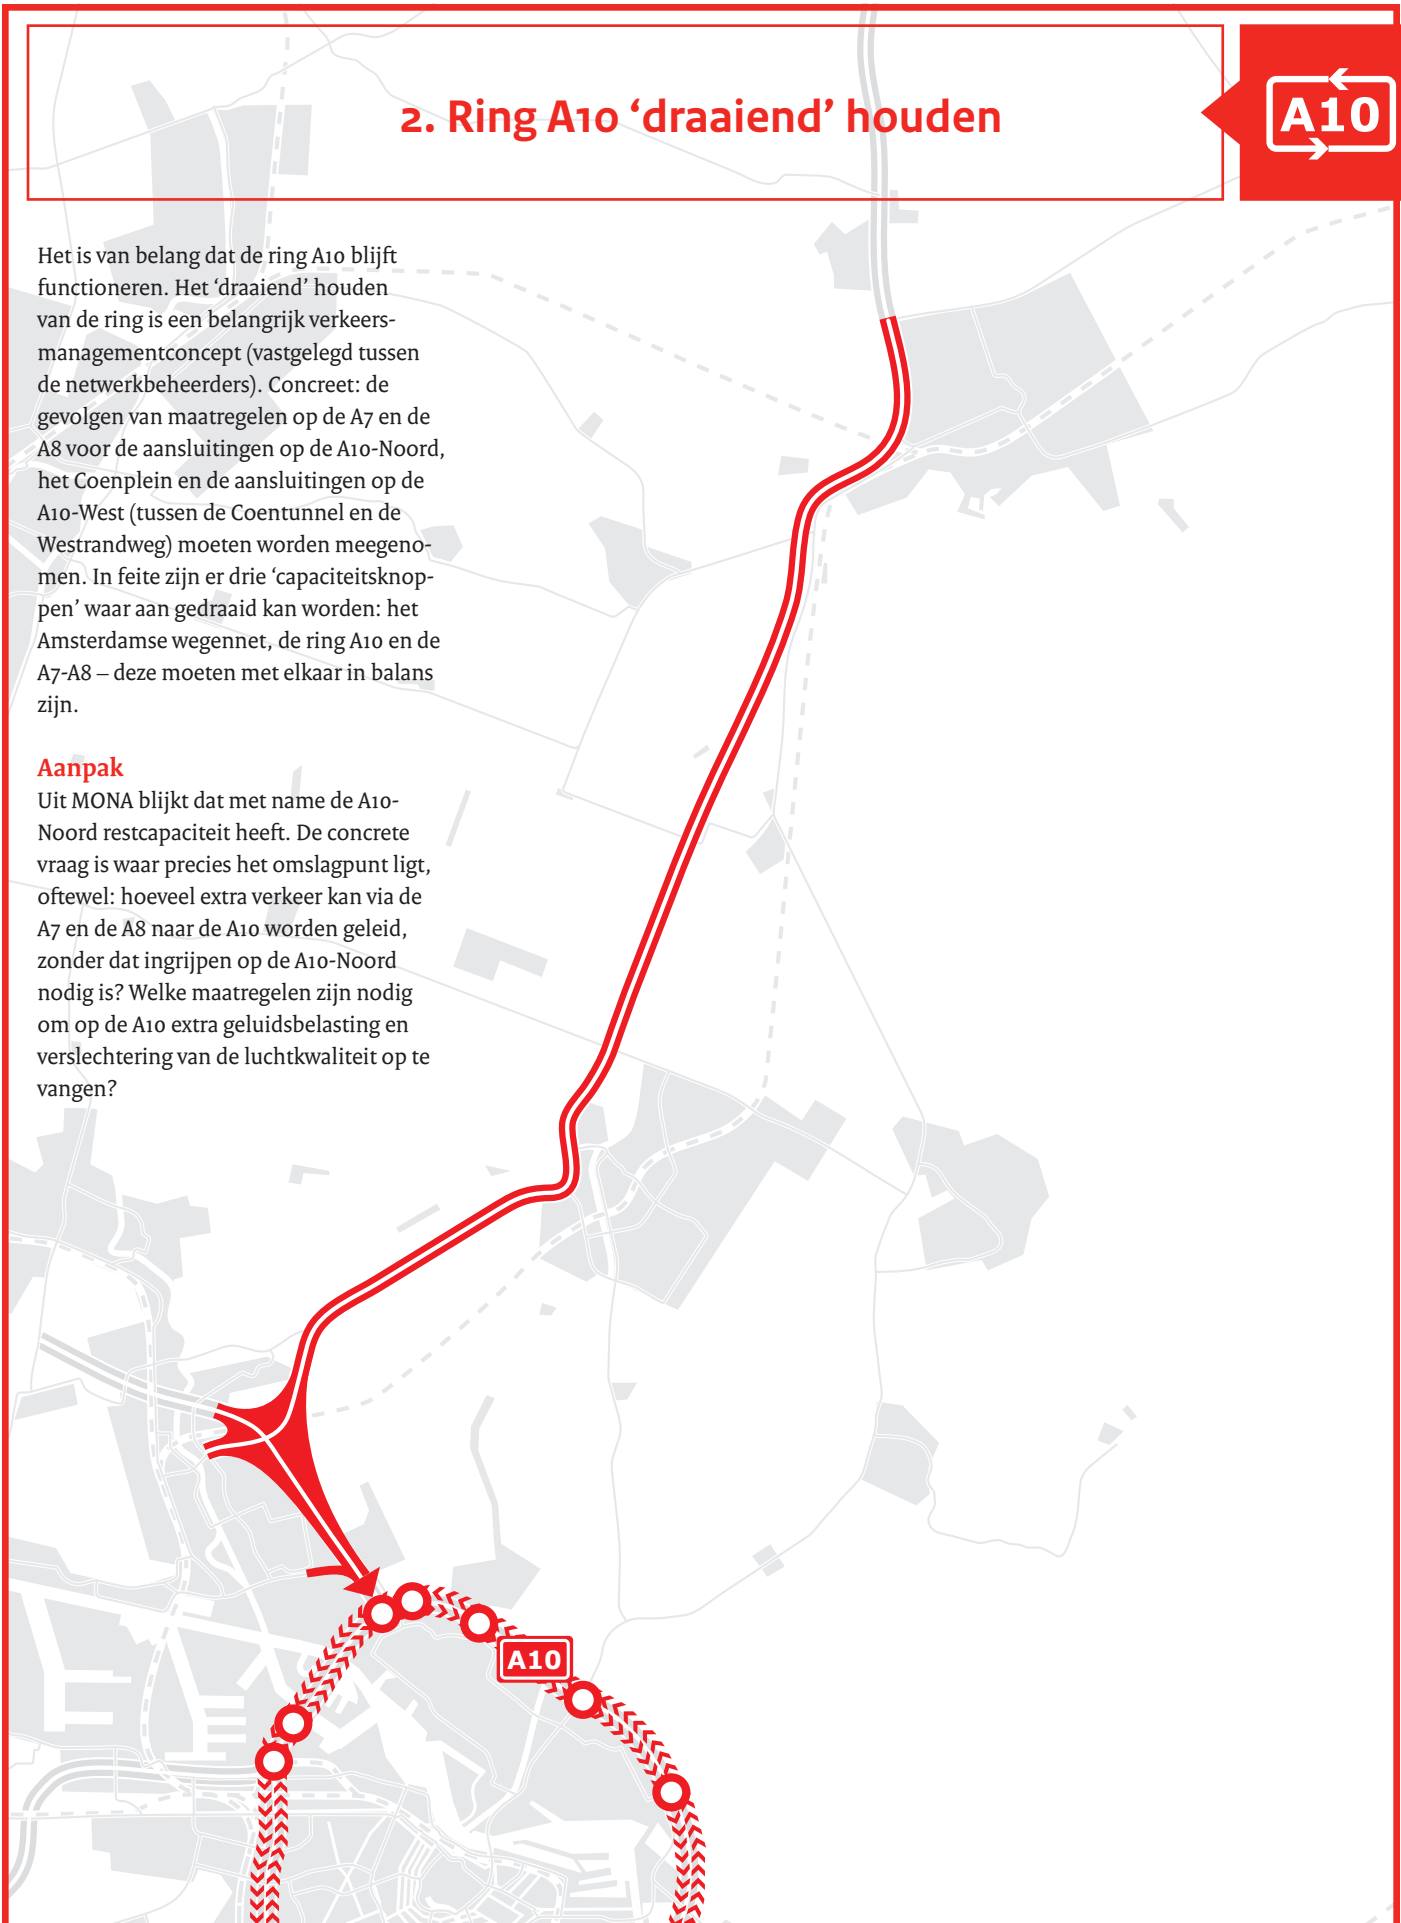 2. Ring A10 ‘draaiend’ houden
A10
Het is van belang dat de ring A10 blijft
functioneren. Het ‘draaiend’ houden
van de ring is een belangrijk verkeers-
managementconcept (vastgelegd tussen
de netwerkbeheerders). Concreet: de
gevolgen van maatregelen op de A7 en de
A8 voor de aansluitingen op de A10-Noord,
het Coenplein en de aansluitingen op de
A10-West (tussen de Coentunnel en de
Westrandweg) moeten worden meegeno-
men. In feite zijn er drie ‘capaciteitsknop-
pen’ waar aan gedraaid kan worden: het
Amsterdamse wegennet, de ring A10 en de
A7-A8 – deze moeten met elkaar in balans
zijn.
Aanpak
Uit MONA blijkt dat met name de A10-
Noord restcapaciteit heeft. De concrete
vraag is waar precies het omslagpunt ligt,
oftewel: hoeveel extra verkeer kan via de
A7 en de A8 naar de A10 worden geleid,
zonder dat ingrijpen op de A10-Noord
nodig is? Welke maatregelen zijn nodig
om op de A10 extra geluidsbelasting en
verslechtering van de luchtkwaliteit op te
vangen?
A10